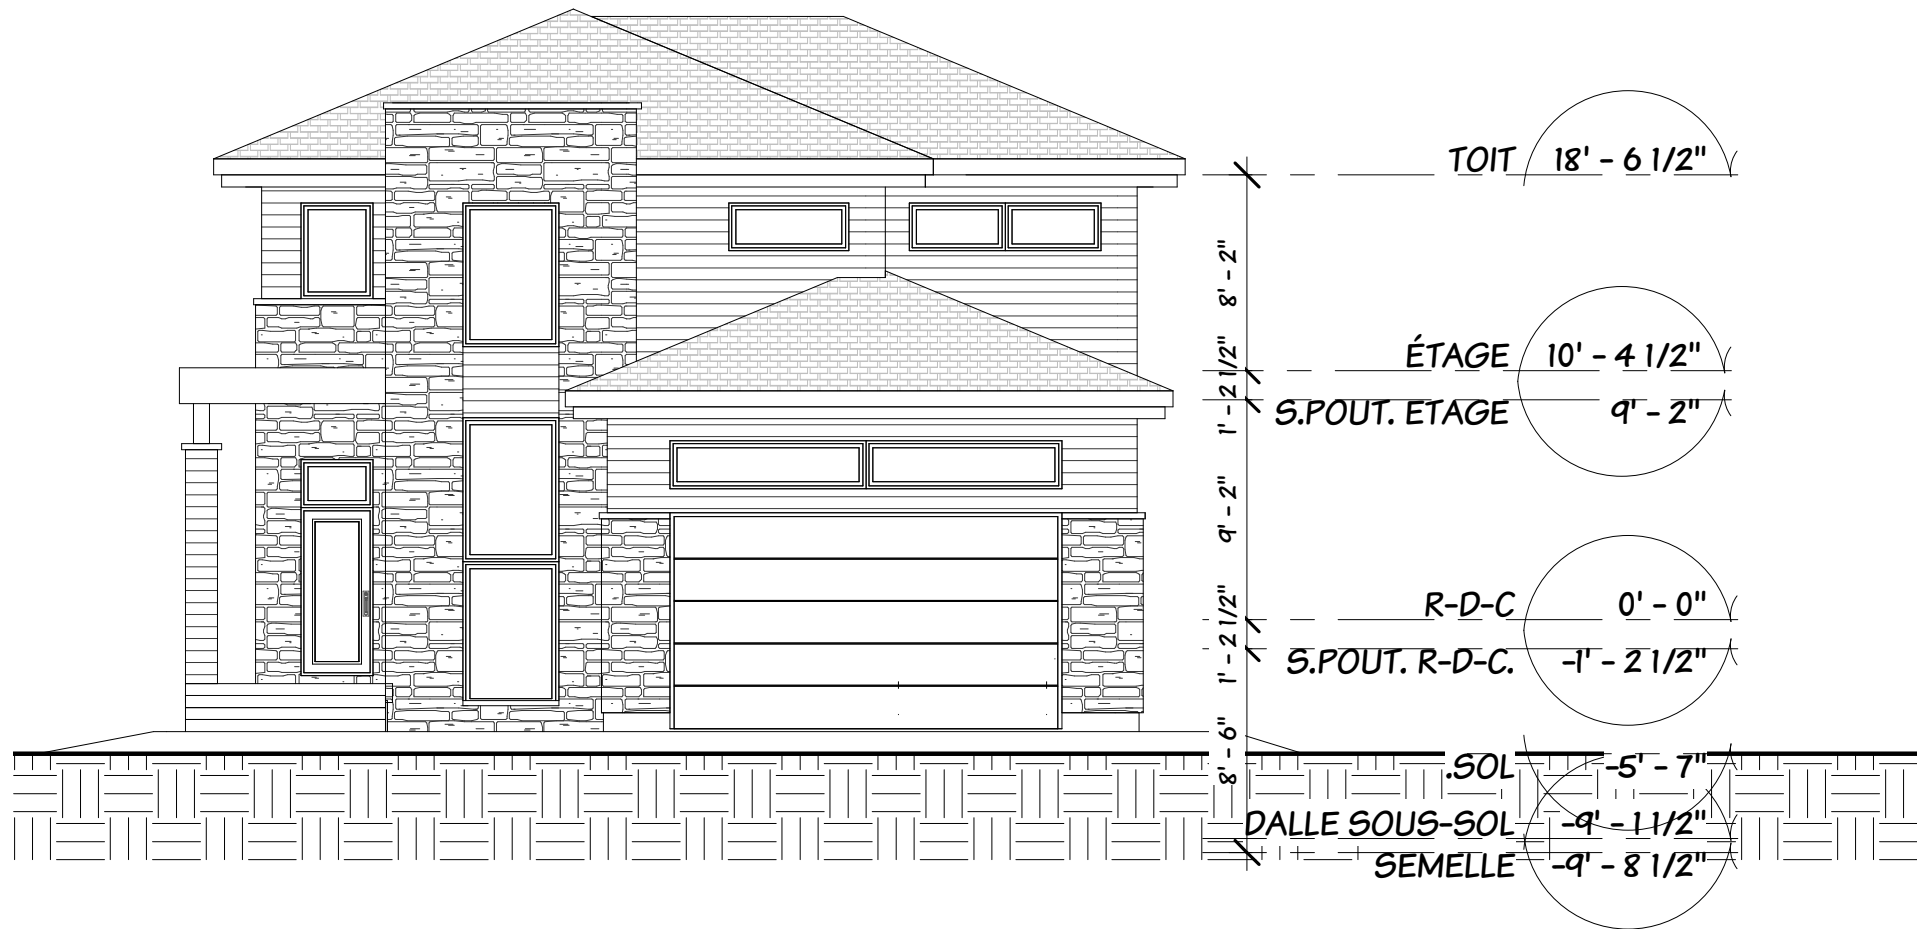 TOIT 18' - 6 1/2"
8' - 2"
ÉTAGE 10' - 4 1/2"
1' - 2 1/2"
S.POUT. ETAGE 9' - 2"
9' - 2"
R-D-C 0' - 0"
1' - 2 1/2"
S.POUT. R-D-C. -1' - 2 1/2"
8' - 6"
.SOL -5' - 7"
DALLE SOUS-SOL -9' - 1 1/2"
SEMELLE -9' - 8 1/2"